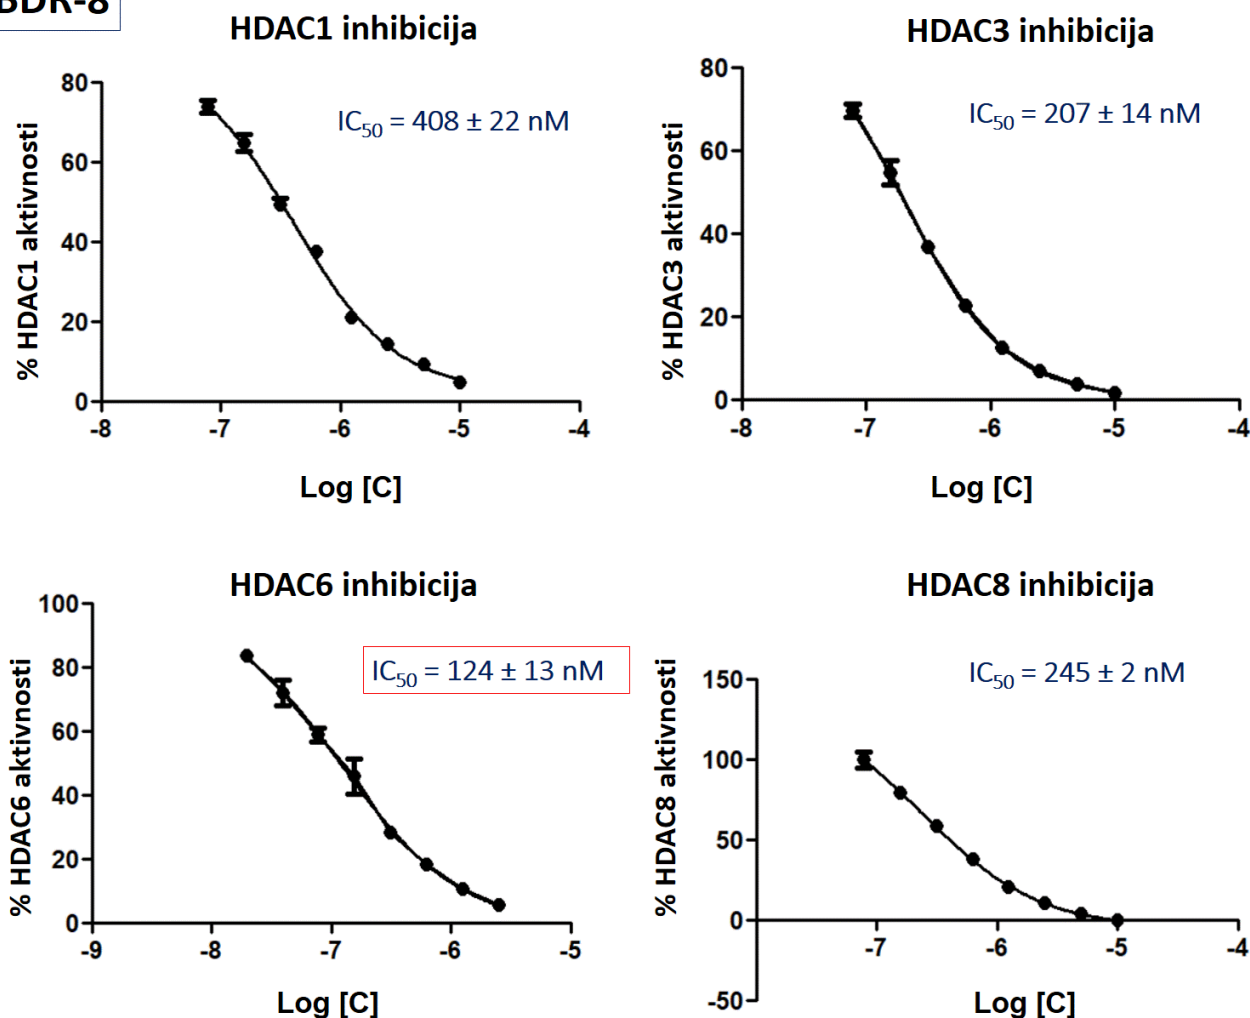 BDR-8
HDAC1 inhibicija
IC50 = 408 ± 22 nM
% HDAC1 aktivnosti
80
60
40
20
0
-8 -7 -6 -5 -4
Log [C]
HDAC3 inhibicija
IC50 = 207 ± 14 nM
% HDAC3 aktivnosti
80
60
40
20
0
-8 -7 -6 -5 -4
Log [C]
HDAC6 inhibicija
IC50 = 124 ± 13 nM
% HDAC6 aktivnosti
100
80
60
40
20
0
-9 -8 -7 -6 -5
Log [C]
HDAC8 inhibicija
IC50 = 245 ± 2 nM
% HDAC8 aktivnosti
150
100
50
0
-50
-7 -6 -5 -4
Log [C]